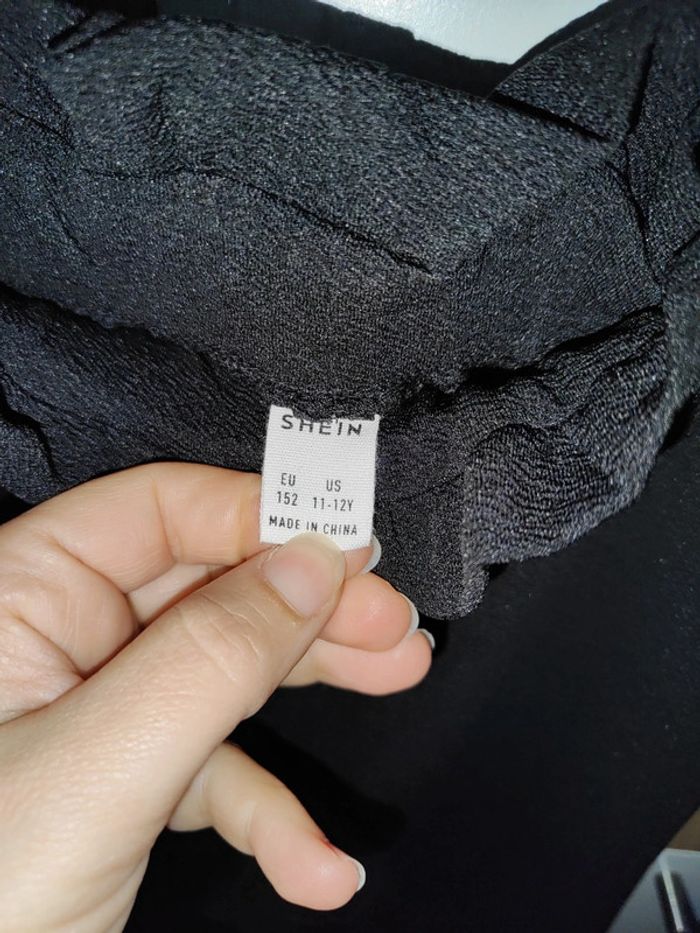 SHEIN
EU US
152 11-12Y
MADE IN CHINA